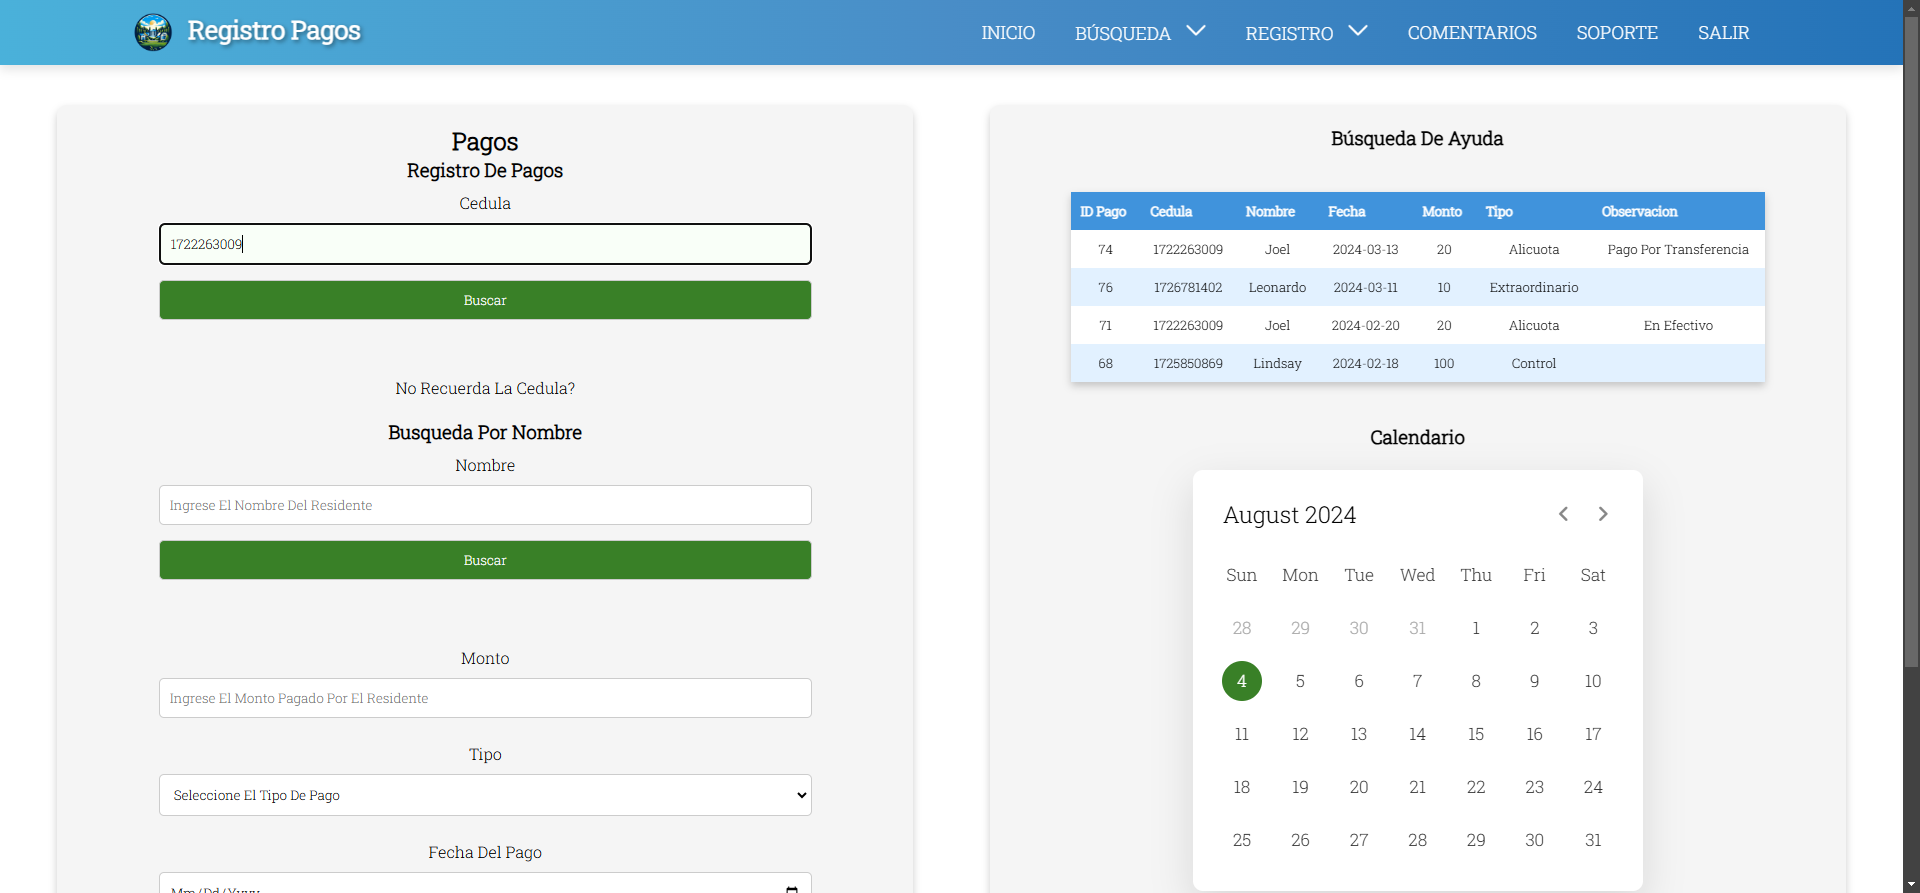 Registro Pagos
INICIO BÚSQUEDA REGISTRO COMENTARIOS SOPORTE SALIR
Pagos
Registro De Pagos
Cedula
1722263009
Buscar
No Recuerda La Cedula?
Busqueda Por Nombre
Nombre
Ingrese El Nombre Del Residente
Buscar
Monto
Ingrese El Monto Pagado Por El Residente
Tipo
Seleccione El Tipo De Pago
Fecha Del Pago
Mm/Dd/Yyyy
Búsqueda De Ayuda
ID Pago Cedula Nombre Fecha Monto Tipo Observacion
74 1722263009 Joel 2024-03-13 20 Alicuota Pago Por Transferencia
76 1726781402 Leonardo 2024-03-11 10 Extraordinario
71 1722263009 Joel 2024-02-20 20 Alicuota En Efectivo
68 1725850869 Lindsay 2024-02-18 100 Control
Calendario
August 2024
Sun Mon Tue Wed Thu Fri Sat
28 29 30 31 1 2 3
4 5 6 7 8 9 10
11 12 13 14 15 16 17
18 19 20 21 22 23 24
25 26 27 28 29 30 31